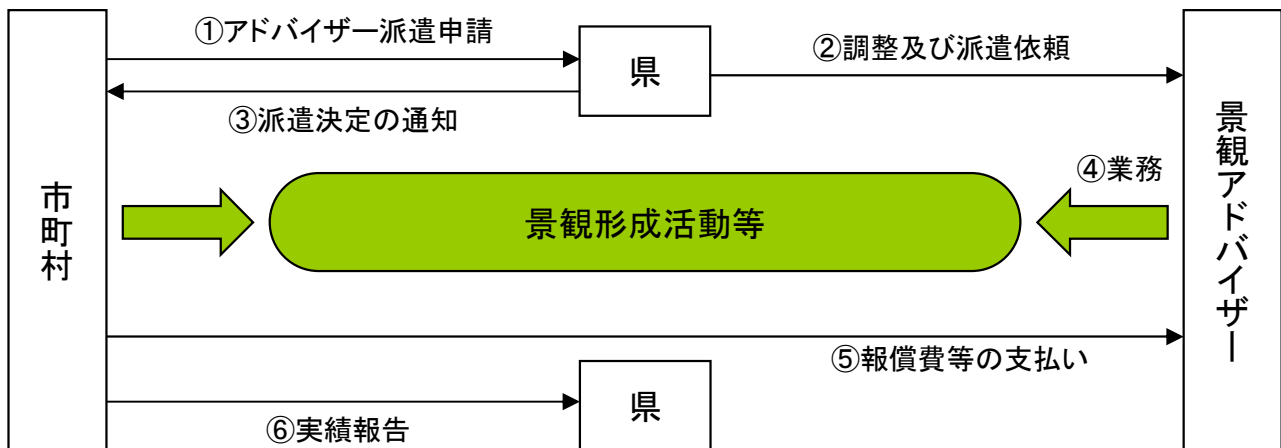 ①アドバイザー派遣申請
県
②調整及び派遣依頼
③派遣決定の通知
市町村
景観アドバイザー
④業務
景観形成活動等
⑤報償費等の支払い
県
⑥実績報告